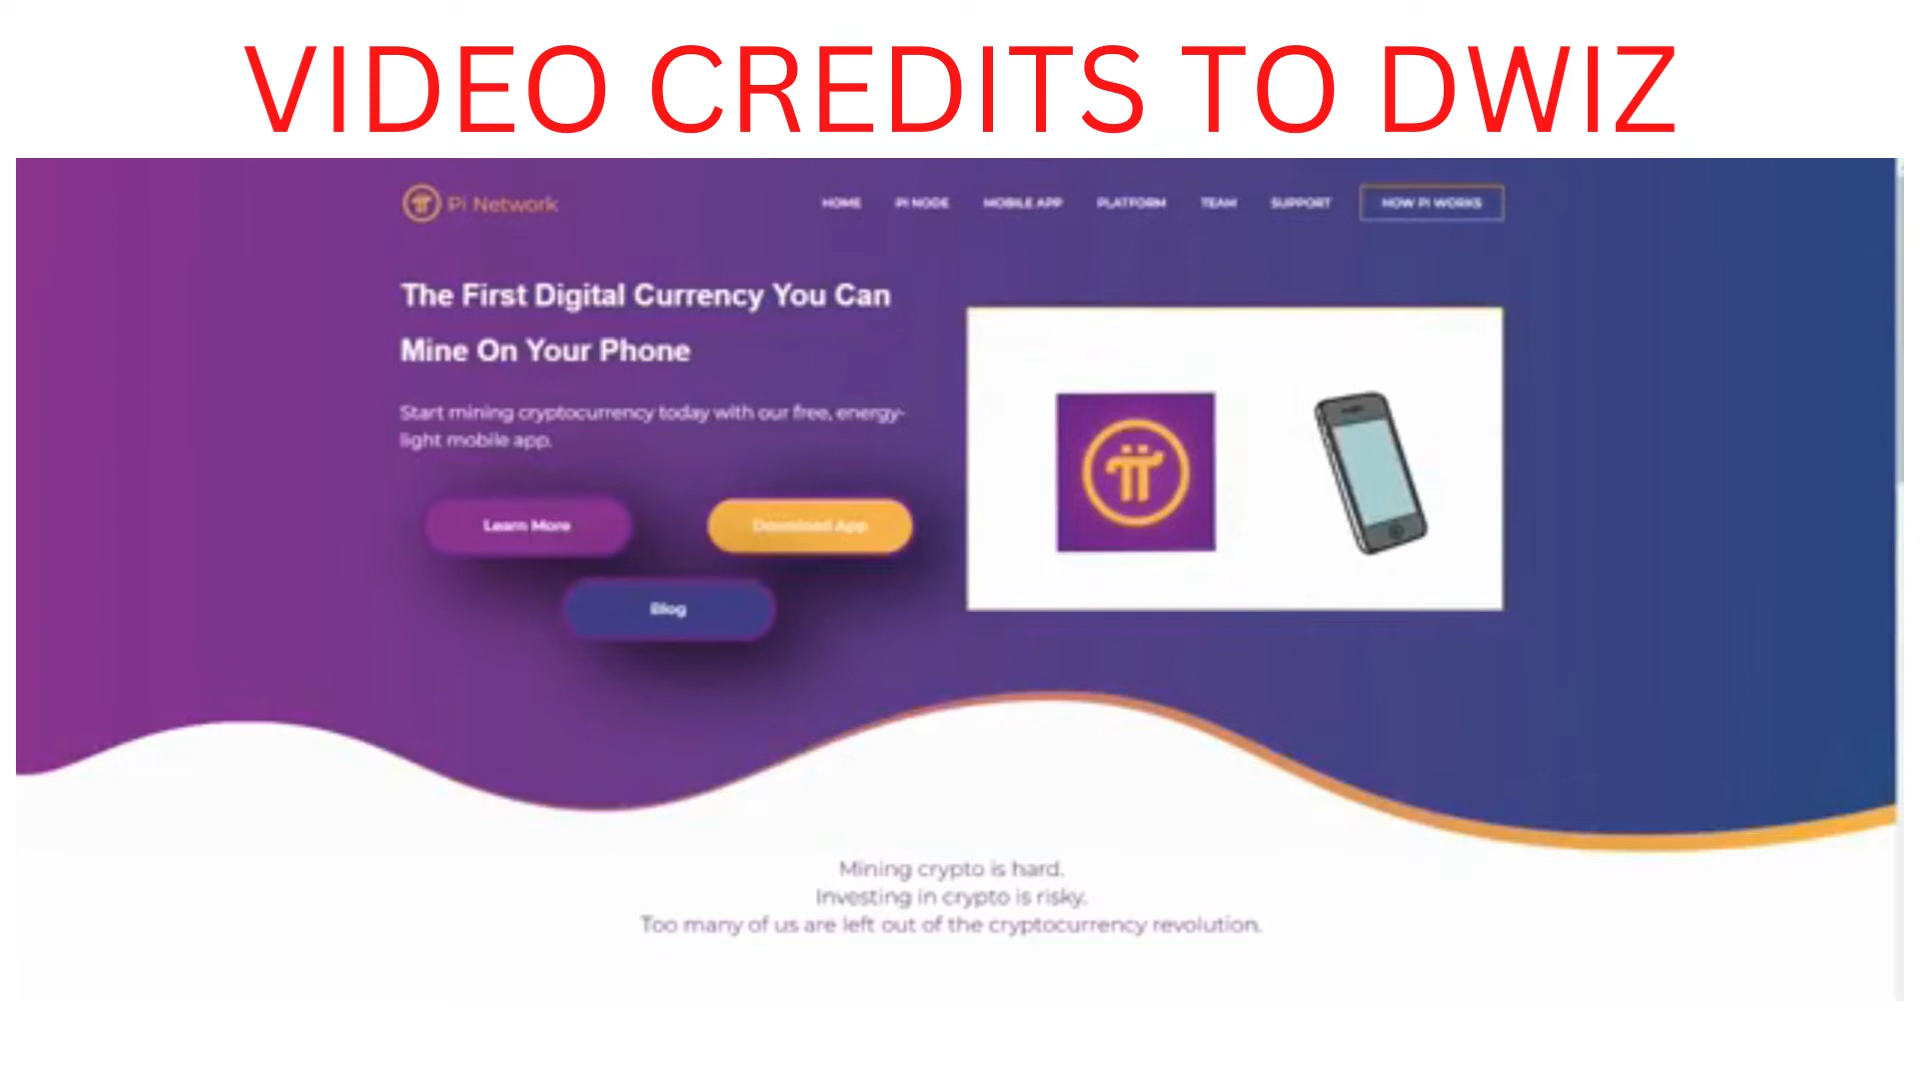 VIDEO CREDITS TO DWIZ
Pi Network
HOME PI NODE MOBILE APP PLATFORM TEAM SUPPORT HOW PI WORKS
The First Digital Currency You Can
Mine On Your Phone
Start mining cryptocurrency today with our free, energy-
light mobile app.
Learn More Download App
Blog
Mining crypto is hard.
Investing in crypto is risky.
Too many of us are left out of the cryptocurrency revolution.